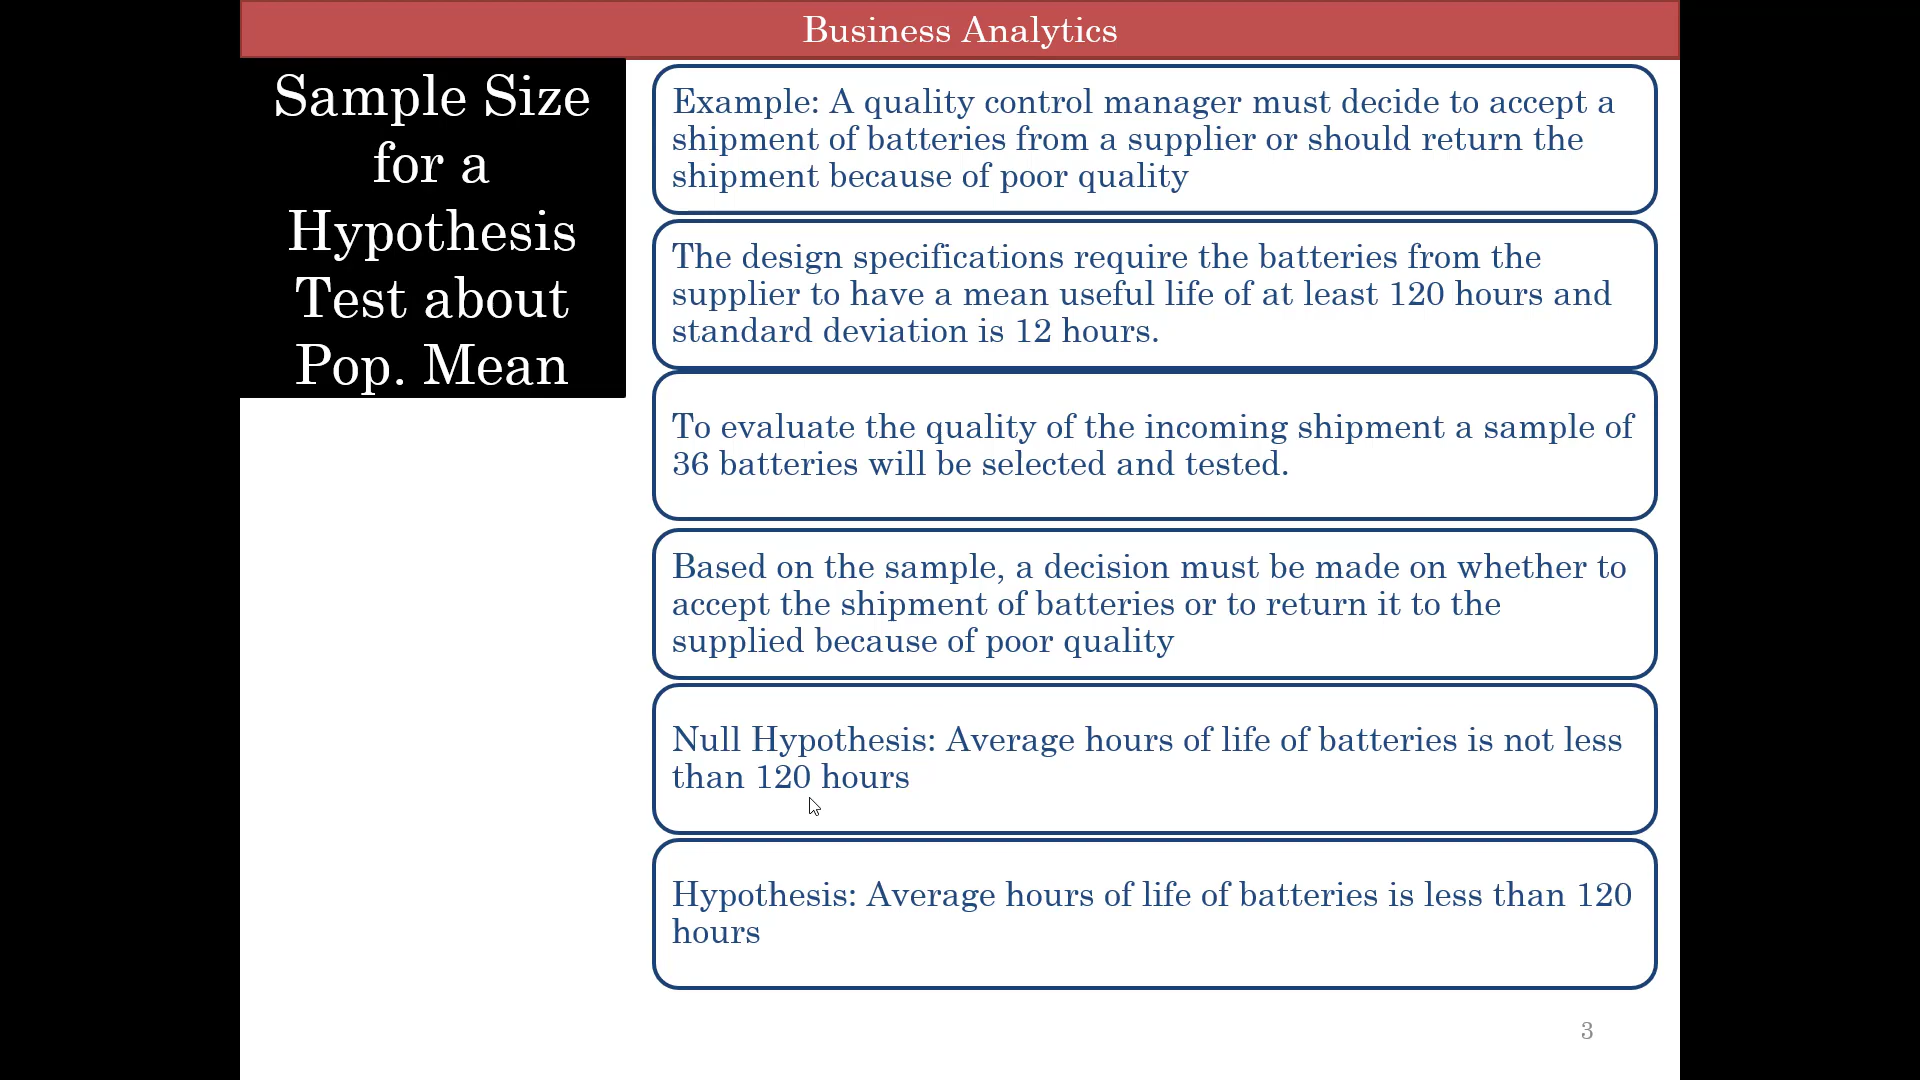 Business Analytics
Sample Size
for a
Hypothesis
Test about
Pop. Mean
Example: A quality control manager must decide to accept a
shipment of batteries from a supplier or should return the
shipment because of poor quality
The design specifications require the batteries from the
supplier to have a mean useful life of at least 120 hours and
standard deviation is 12 hours.
To evaluate the quality of the incoming shipment a sample of
36 batteries will be selected and tested.
Based on the sample, a decision must be made on whether to
accept the shipment of batteries or to return it to the
supplied because of poor quality
Null Hypothesis: Average hours of life of batteries is not less
than 120 hours
Hypothesis: Average hours of life of batteries is less than 120
hours
3